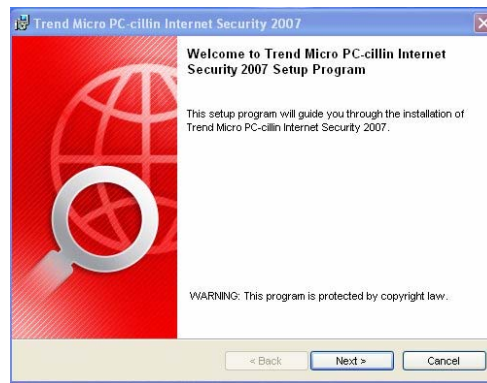 Trend Micro PC-cillin Internet Security 2007
Welcome to Trend Micro PC-cillin Internet
Security 2007 Setup Program
This setup program will guide you through the installation of
Trend Micro PC-cillin Internet Security 2007.
WARNING: This program is protected by copyright law.
< Back Next > Cancel